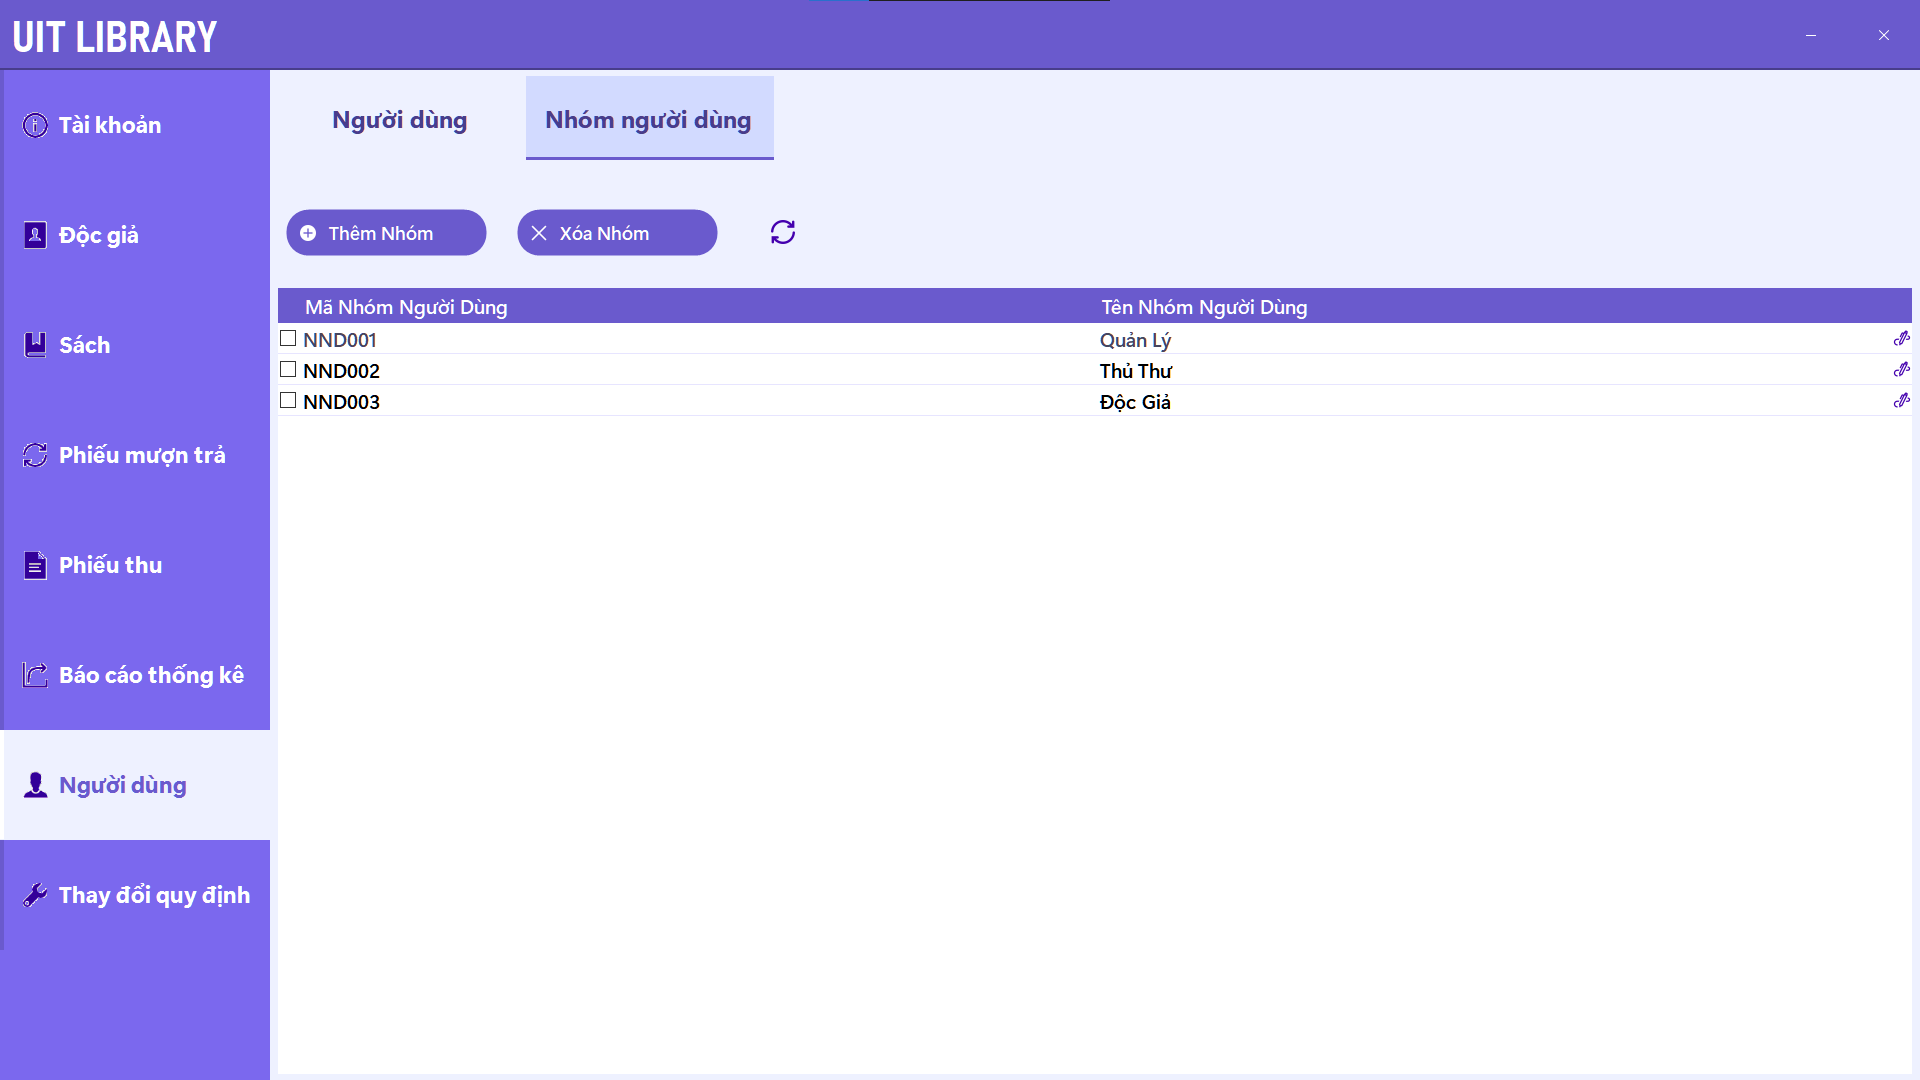 UIT LIBRARY
Tài khoản
Độc giả
Sách
Phiếu mượn trả
Phiếu thu
Báo cáo thống kê
Người dùng
Thay đổi quy định
Người dùng
Nhóm người dùng
Thêm Nhóm
Xóa Nhóm
Mã Nhóm Người Dùng Tên Nhóm Người Dùng
NND001 Quản Lý
NND002 Thủ Thư
NND003 Độc Giả